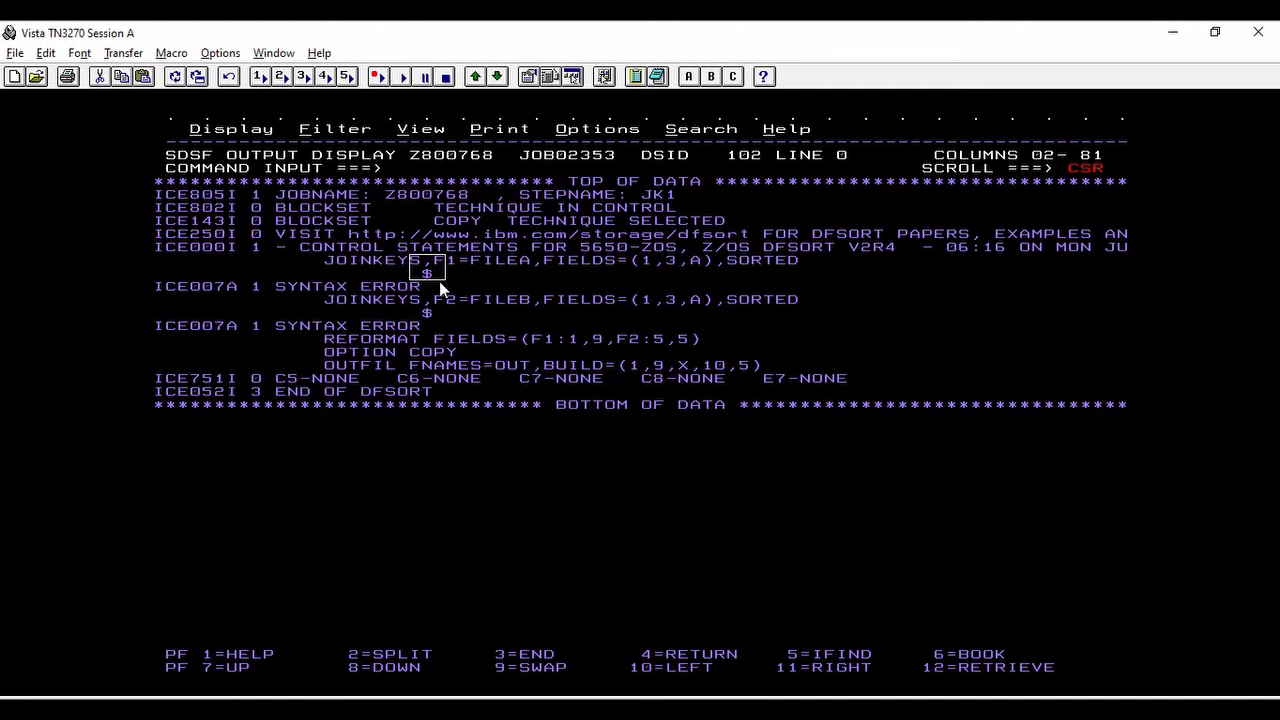 Vista TN3270 Session A
File Edit Font Transfer Macro Options Window Help
1 2 3 4 5 A B C ?
Display Filter View Print Options Search Help
SDSF OUTPUT DISPLAY Z800768 JOB02353 DSID 102 LINE 0 COLUMNS 02- 81
COMMAND INPUT ===> SCROLL ===> CSR
********************************* TOP OF DATA **********************************
ICE805I 1 JOBNAME: Z800768 , STEPNAME: JK1
ICE802I 0 BLOCKSET TECHNIQUE IN CONTROL
ICE143I 0 BLOCKSET COPY TECHNIQUE SELECTED
ICE250I 0 VISIT http://www.ibm.com/storage/dfsort FOR DFSORT PAPERS, EXAMPLES AN
ICE000I 1 - CONTROL STATEMENTS FOR 5650-ZOS, Z/OS DFSORT V2R4 - 06:16 ON MON JU
JOINKEYS,F1=FILEA,FIELDS=(1,3,A),SORTED
$
ICE007A 1 SYNTAX ERROR
JOINKEYS,F2=FILEB,FIELDS=(1,3,A),SORTED
$
ICE007A 1 SYNTAX ERROR
REFORMAT FIELDS=(F1:1,9,F2:5,5)
OPTION COPY
OUTFIL FNAMES=OUT,BUILD=(1,9,X,10,5)
ICE751I 0 C5-NONE C6-NONE C7-NONE C8-NONE E7-NONE
ICE052I 3 END OF DFSORT
******************************** BOTTOM OF DATA ********************************
PF 1=HELP 2=SPLIT 3=END 4=RETURN 5=IFIND 6=BOOK
PF 7=UP 8=DOWN 9=SWAP 10=LEFT 11=RIGHT 12=RETRIEVE